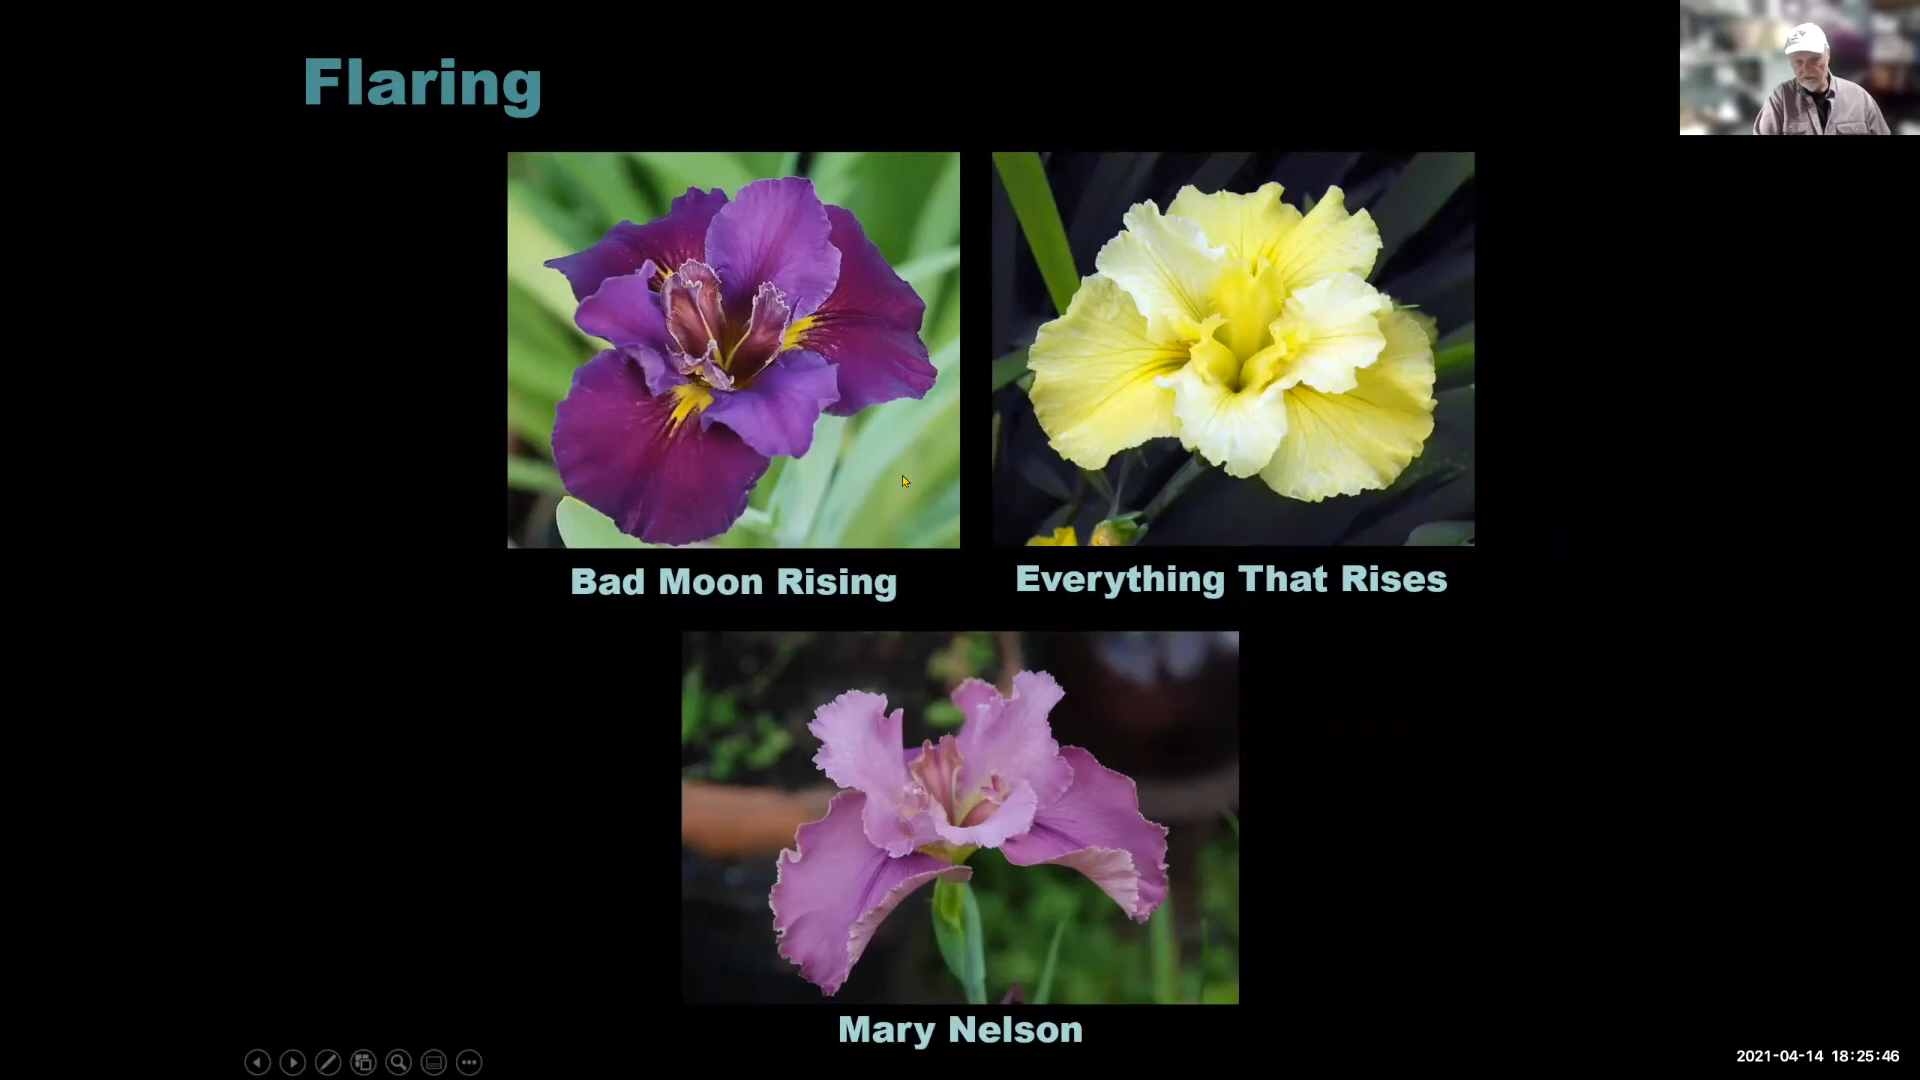 Flaring
Bad Moon Rising
Everything That Rises
Mary Nelson
2021-04-14 18:25:46